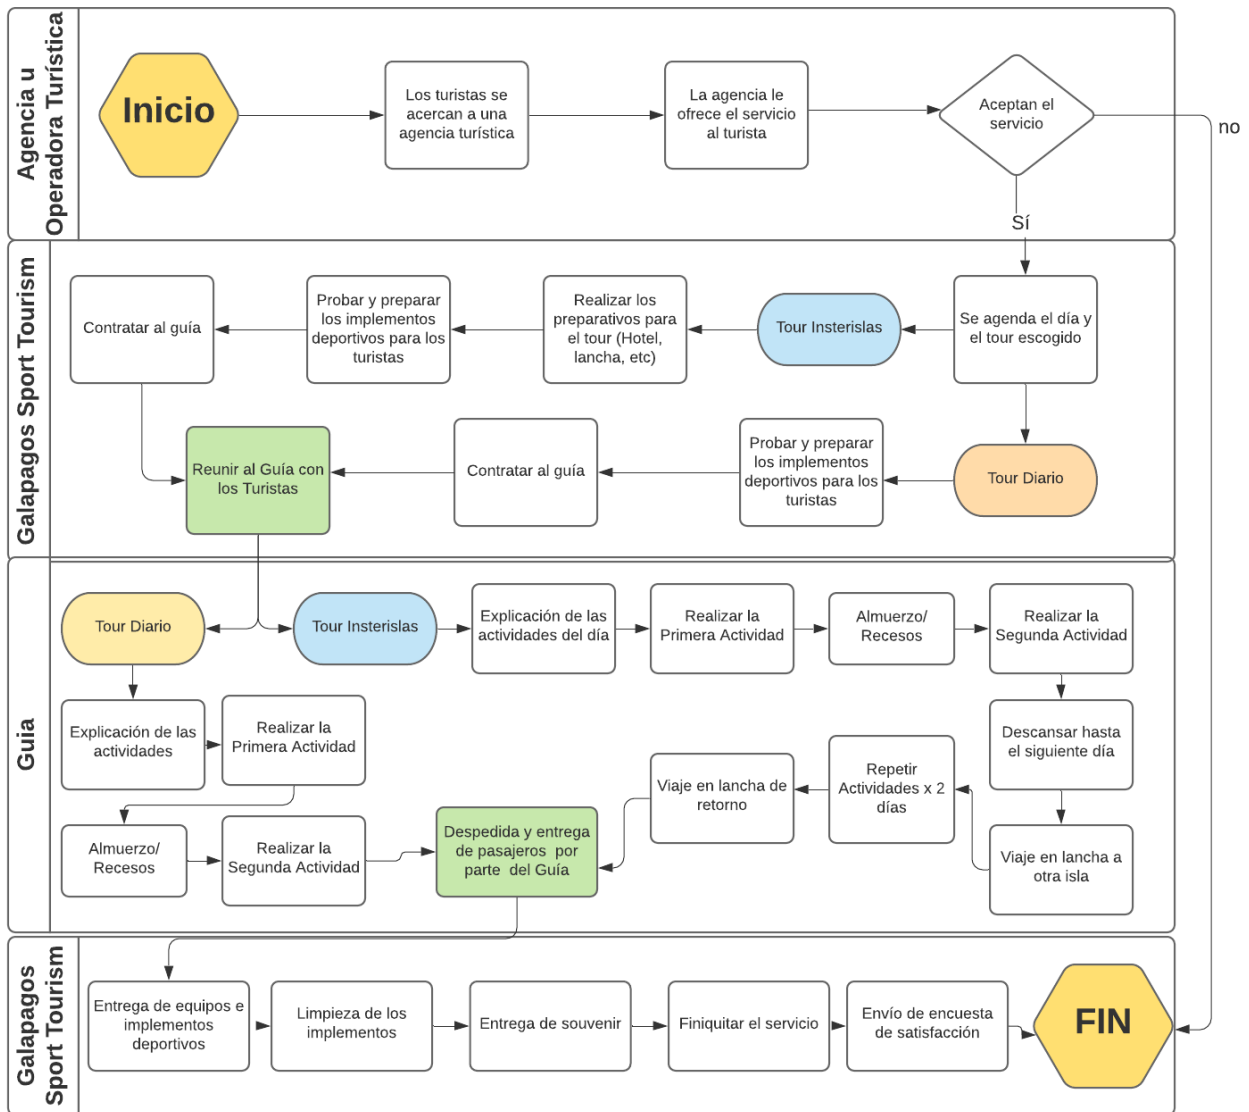 Agencia u
Operadora Turística
Inicio
Los turistas se
acercan a una
agencia turística
La agencia le
ofrece el servicio
al turista
Aceptan el
servicio
no
Sí
Galapagos Sport Tourism
Contratar al guía
Probar y preparar
los implementos
deportivos para los
turistas
Realizar los
preparativos para
el tour (Hotel,
lancha, etc)
Tour Insterislas
Se agenda el día y
el tour escogido
Reunir al Guía con
los Turistas
Contratar al guía
Probar y preparar
los implementos
deportivos para los
turistas
Tour Diario
Guia
Tour Diario
Tour Insterislas
Explicación de las
actividades del día
Realizar la
Primera Actividad
Almuerzo/
Recesos
Realizar la
Segunda Actividad
Explicación de las
actividades
Realizar la
Primera Actividad
Descansar hasta
el siguiente día
Viaje en lancha de
retorno
Repetir
Actividades x 2
días
Almuerzo/
Recesos
Realizar la
Segunda Actividad
Despedida y entrega
de pasajeros por
parte del Guía
Viaje en lancha a
otra isla
Galapagos
Sport Tourism
Entrega de equipos e
implementos
deportivos
Limpieza de los
implementos
Entrega de souvenir
Finiquitar el servicio
Envío de encuesta
de satisfacción
FIN